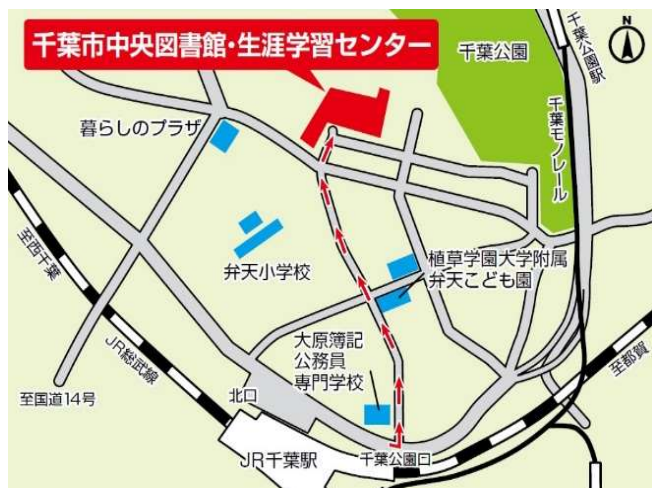 千葉市中央図書館・生涯学習センター
千葉公園
千葉公園駅
N
暮らしのプラザ
千葉モノレール
至西千葉
弁天小学校
植草学園大学附属
弁天こども園
大原簿記
公務員
専門学校
JR総武線
至都賀
至国道14号
北口
JR千葉駅
千葉公園口